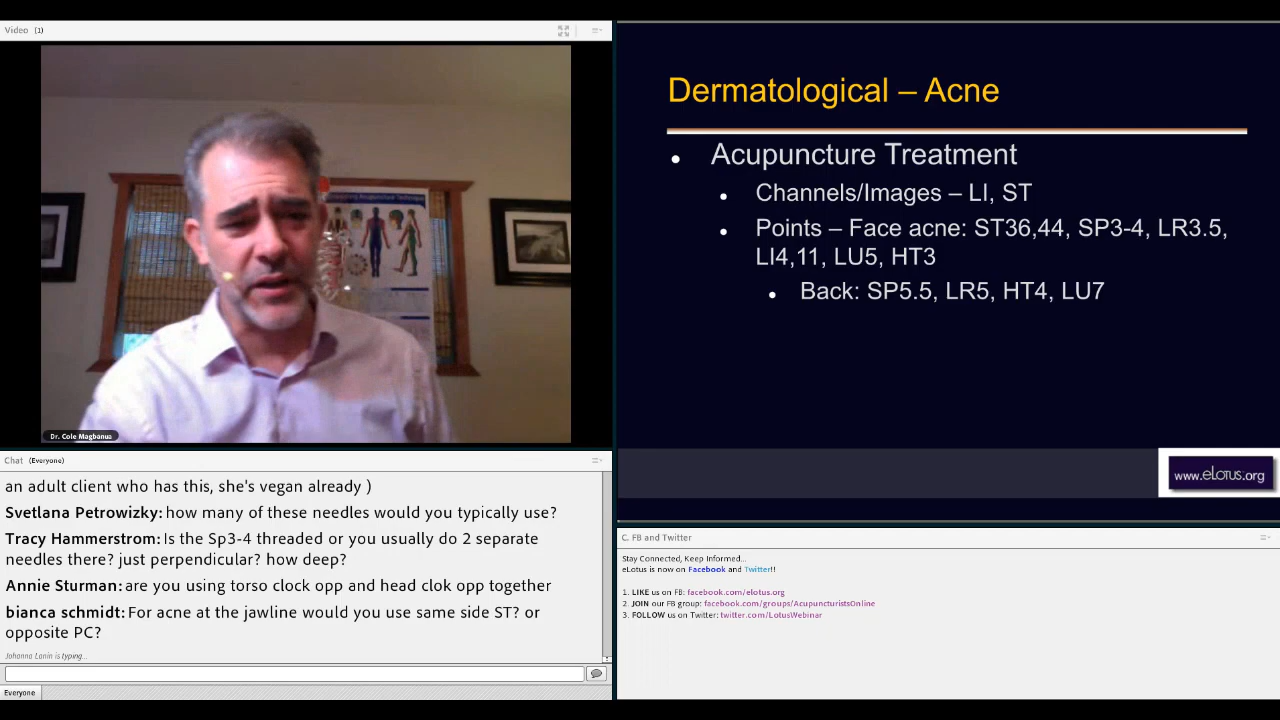 Video (1)
Dr. Cole Magbanua
Dermatological – Acne
Acupuncture Treatment
Channels/Images – LI, ST
Points – Face acne: ST36,44, SP3-4, LR3.5,
LI4,11, LU5, HT3
Back: SP5.5, LR5, HT4, LU7
www.eLotus.org
Chat (Everyone)
an adult client who has this, she's vegan already )
Svetlana Petrowizky: how many of these needles would you typically use?
Tracy Hammerstrom: Is the Sp3-4 threaded or you usually do 2 separate
needles there? just perpendicular? how deep?
Annie Sturman: are you using torso clock opp and head clok opp together
bianca schmidt: For acne at the jawline would you use same side ST? or
opposite PC?
Johanna Lanin is typing...
Everyone
C. FB and Twitter
Stay Connected, Keep Informed...
eLotus is now on Facebook and Twitter!!
1. LIKE us on FB: facebook.com/elotus.org
2. JOIN our FB group: facebook.com/groups/AcupuncturistsOnline
3. FOLLOW us on Twitter: twitter.com/LotusWebinar